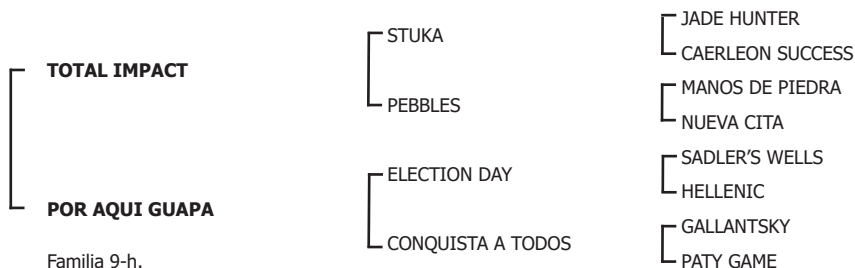 JADE HUNTER
STUKA
CAERLEON SUCCESS
TOTAL IMPACT
MANOS DE PIEDRA
PEBBLES
NUEVA CITA
SADLER'S WELLS
ELECTION DAY
HELLENIC
POR AQUI GUAPA
GALLANTSKY
CONQUISTA A TODOS
Familia 9-h.
PATY GAME